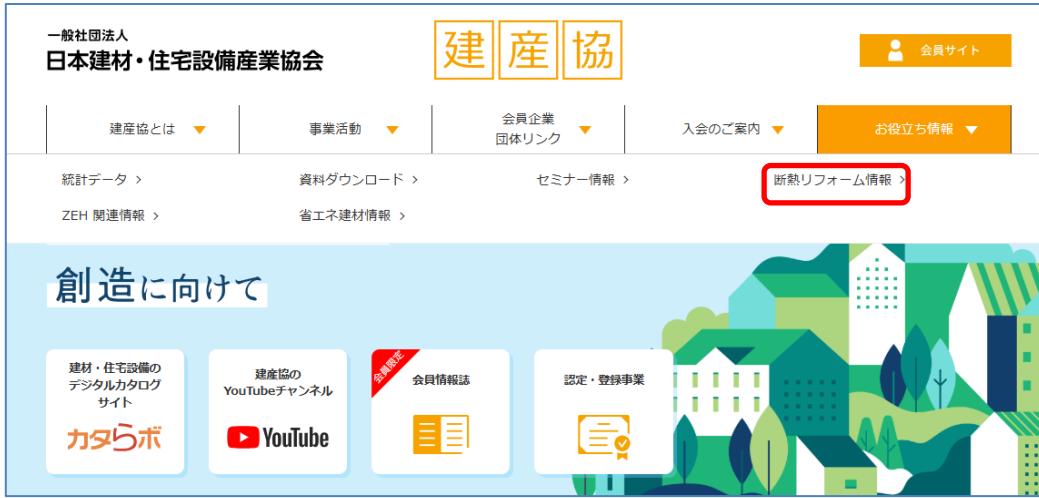 一般社団法人
日本建材・住宅設備産業協会
建産協
会員サイト
建産協とは
事業活動
会員企業
団体リンク
入会のご案内
お役立ち情報
統計データ
資料ダウンロード
セミナー情報
断熱リフォーム情報
ZEH 関連情報
省エネ建材情報
創造に向けて
建材・住宅設備の
デジタルカタログ
サイト
カタらボ
建産協の
YouTubeチャンネル
YouTube
会員限定
会員情報誌
認定・登録事業